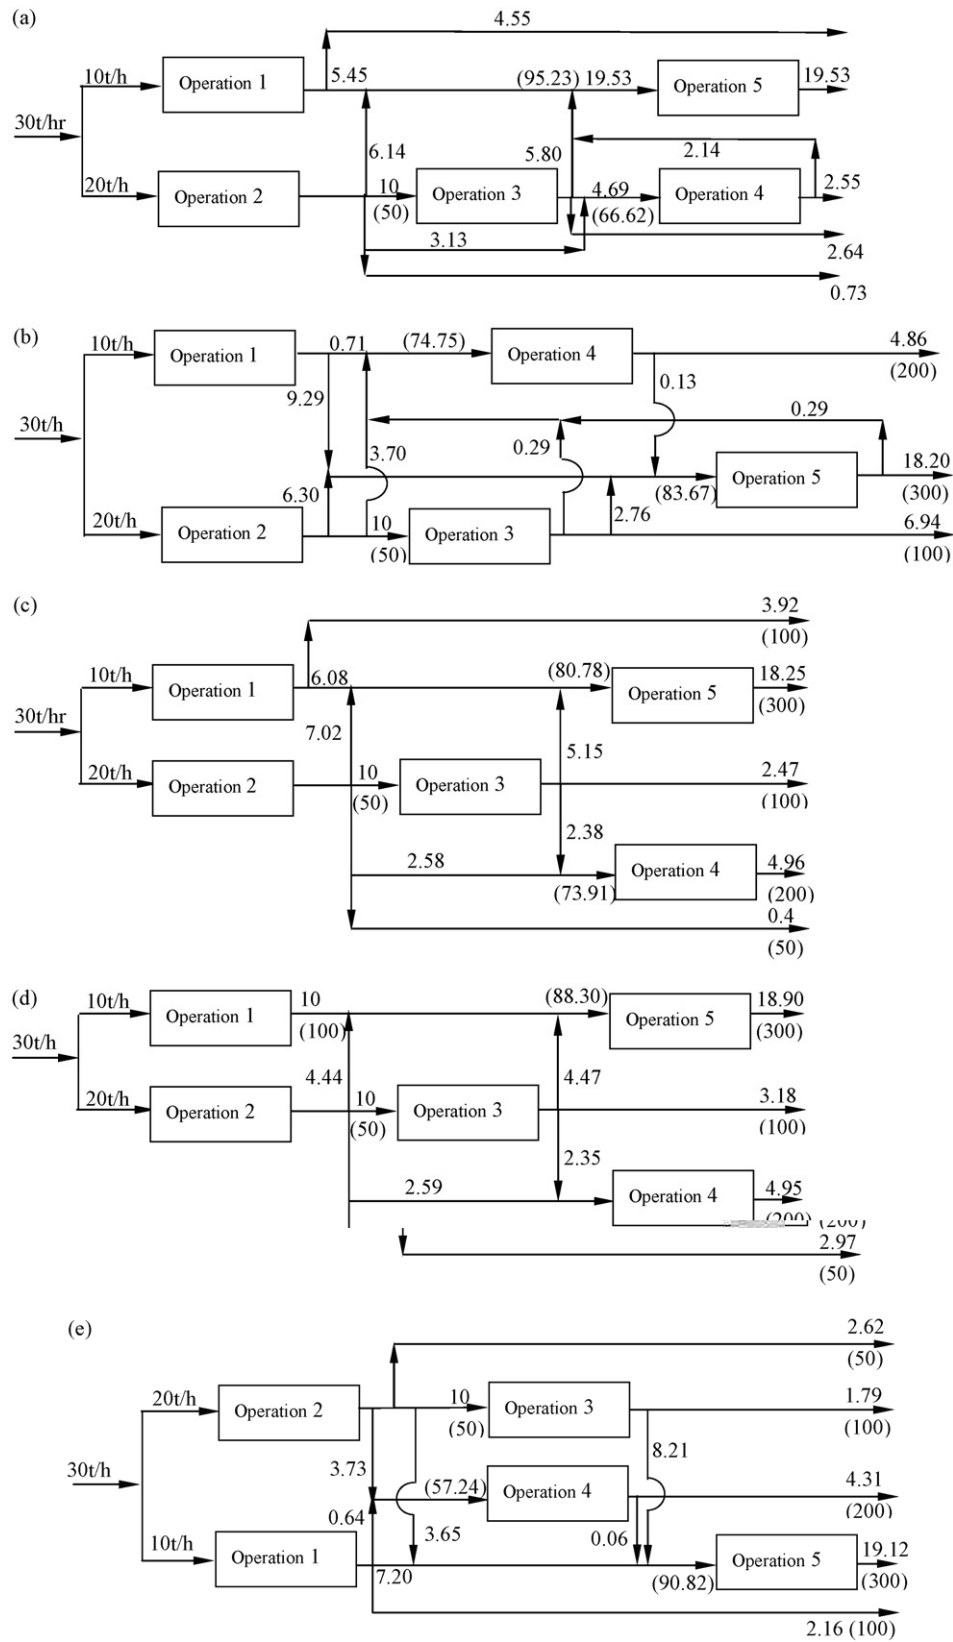 (a)
4.55
10t/h
Operation 1
5.45
(95.23) 19.53
Operation 5
19.53
30t/hr
6.14
5.80
2.14
20t/h
Operation 2
10
(50)
Operation 3
4.69
(66.62)
Operation 4
2.55
3.13
2.64
0.73
(b)
10t/h
Operation 1
0.71
(74.75)
Operation 4
4.86
(200)
9.29
0.13
30t/h
0.29
3.70
0.29
6.30
(83.67)
Operation 5
18.20
(300)
20t/h
Operation 2
10
(50)
Operation 3
2.76
6.94
(100)
(c)
3.92
(100)
10t/h
Operation 1
6.08
(80.78)
Operation 5
18.25
(300)
30t/hr
7.02
5.15
20t/h
Operation 2
10
(50)
Operation 3
2.47
(100)
2.38
2.58
(73.91)
Operation 4
4.96
(200)
0.4
(50)
(d)
10t/h
Operation 1
10
(100)
(88.30)
Operation 5
18.90
(300)
30t/h
4.44
4.47
20t/h
Operation 2
10
(50)
Operation 3
3.18
(100)
2.35
2.59
Operation 4
4.95
(200) (200)
2.97
(50)
(e)
2.62
(50)
20t/h
Operation 2
10
(50)
Operation 3
1.79
(100)
8.21
30t/h
3.73
(57.24)
Operation 4
4.31
(200)
0.64
3.65
0.06
10t/h
Operation 1
7.20
(90.82)
Operation 5
19.12
(300)
2.16 (100)